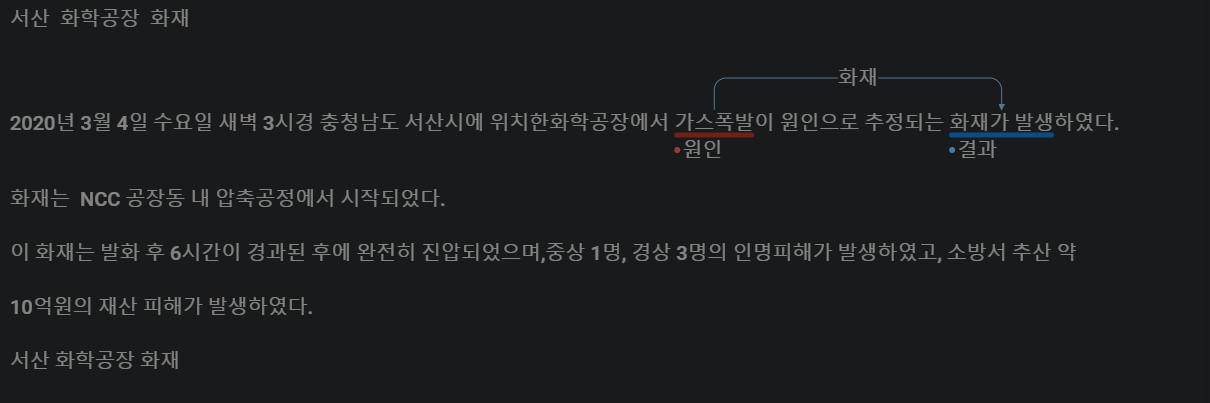 서산 화학공장 화재
화재
2020년 3월 4일 수요일 새벽 3시경 충청남도 서산시에 위치한화학공장에서 가스폭발이 원인으로 추정되는 화재가 발생하였다.
원인 결과
화재는 NCC 공장동 내 압축공정에서 시작되었다.
이 화재는 발화 후 6시간이 경과된 후에 완전히 진압되었으며,중상 1명, 경상 3명의 인명피해가 발생하였고, 소방서 추산 약
10억원의 재산 피해가 발생하였다.
서산 화학공장 화재